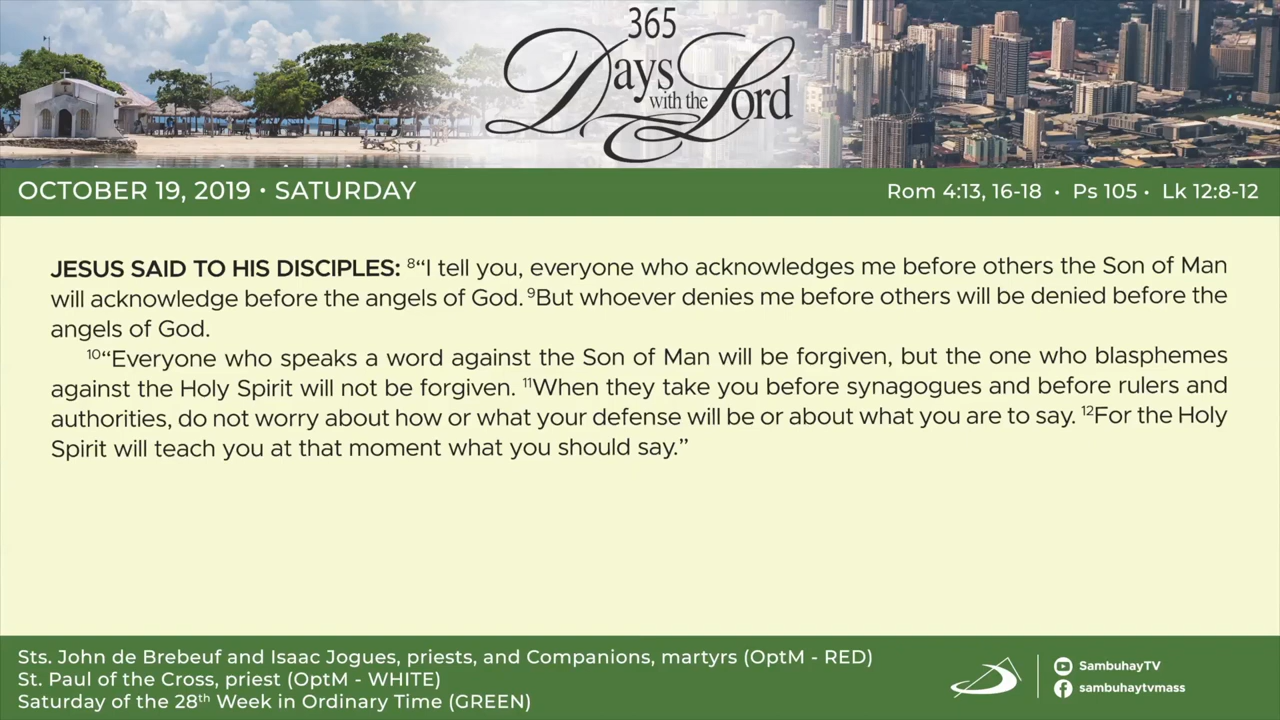 365
Days with the Lord
OCTOBER 19, 2019 • SATURDAY
Rom 4:13, 16-18 • Ps 105 • Lk 12:8-12
JESUS SAID TO HIS DISCIPLES: ⁸“I tell you, everyone who acknowledges me before others the Son of Man
will acknowledge before the angels of God. ⁹But whoever denies me before others will be denied before the
angels of God.
¹⁰“Everyone who speaks a word against the Son of Man will be forgiven, but the one who blasphemes
against the Holy Spirit will not be forgiven. ¹¹When they take you before synagogues and before rulers and
authorities, do not worry about how or what your defense will be or about what you are to say. ¹²For the Holy
Spirit will teach you at that moment what you should say.”
Sts. John de Brebeuf and Isaac Jogues, priests, and Companions, martyrs (OptM - RED)
St. Paul of the Cross, priest (OptM - WHITE)
Saturday of the 28ᵗʰ Week in Ordinary Time (GREEN)
SambuhayTV
sambuhaytvmass